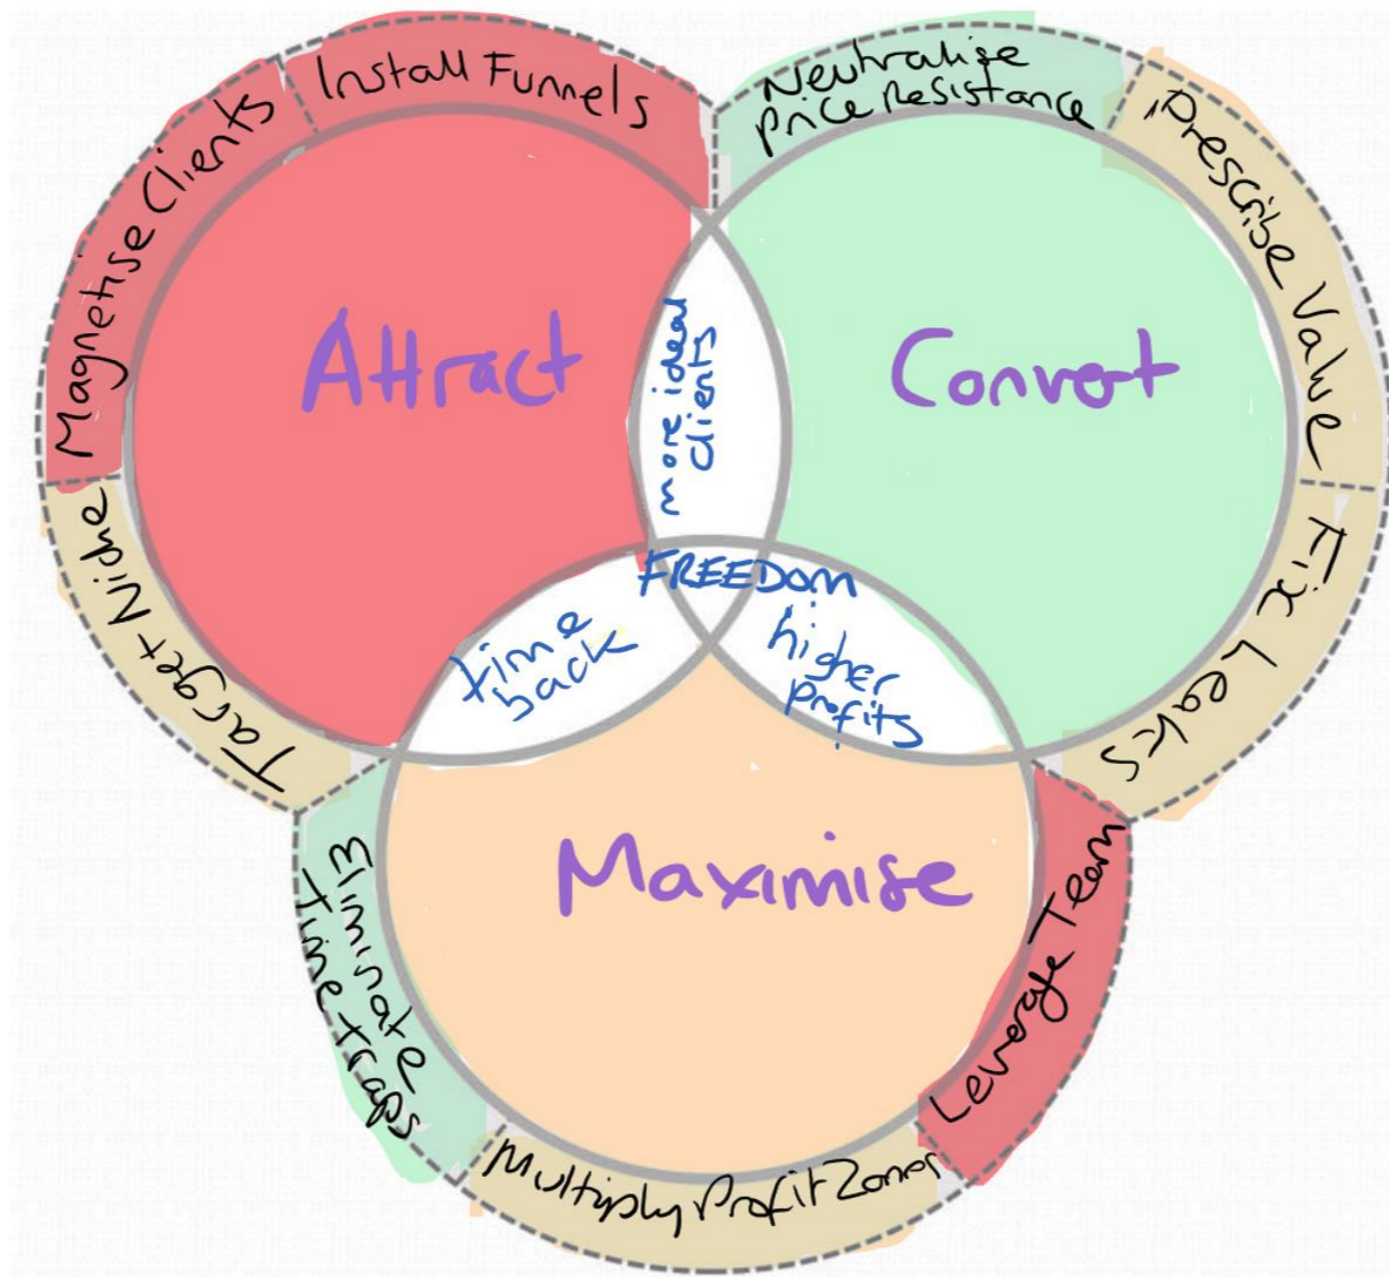 Install Funnels
Magnetise Clients
Target Niche
Attract
Neutralise
Price Resistance
Prescribe Value
Fix Leaks
Convert
more ideal
clients
FREEDOM
time
back
higher
profits
Maximise
Eliminate
Time traps
Multiply Profit Zones
Leverage Team